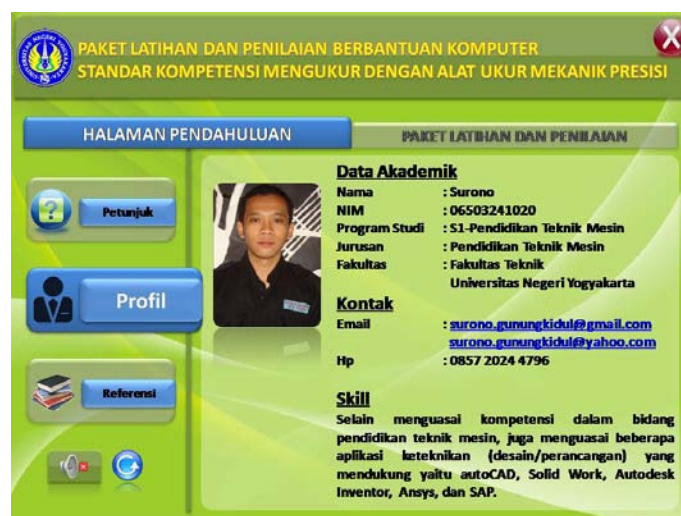 PAKET LATIHAN DAN PENILAIAN BERBANTUAN KOMPUTER
STANDAR KOMPETENSI MENGUKUR DENGAN ALAT UKUR MEKANIK PRESISI
X
HALAMAN PENDAHULUAN
PAKET LATIHAN DAN PENILAIAN
Petunjuk
Profil
Referensi
Data Akademik
Nama : Surono
NIM : 06503241020
Program Studi : S1-Pendidikan Teknik Mesin
Jurusan : Pendidikan Teknik Mesin
Fakultas : Fakultas Teknik
Universitas Negeri Yogyakarta
Kontak
Email : surono.gunungkidul@gmail.com
surono.gunungkidul@yahoo.com
Hp : 0857 2024 4796
Skill
Selain menguasai kompetensi dalam bidang
pendidikan teknik mesin, juga menguasai beberapa
aplikasi keteknikan (desain/perancangan) yang
mendukung yaitu autoCAD, Solid Work, Autodesk
Inventor, Ansys, dan SAP.